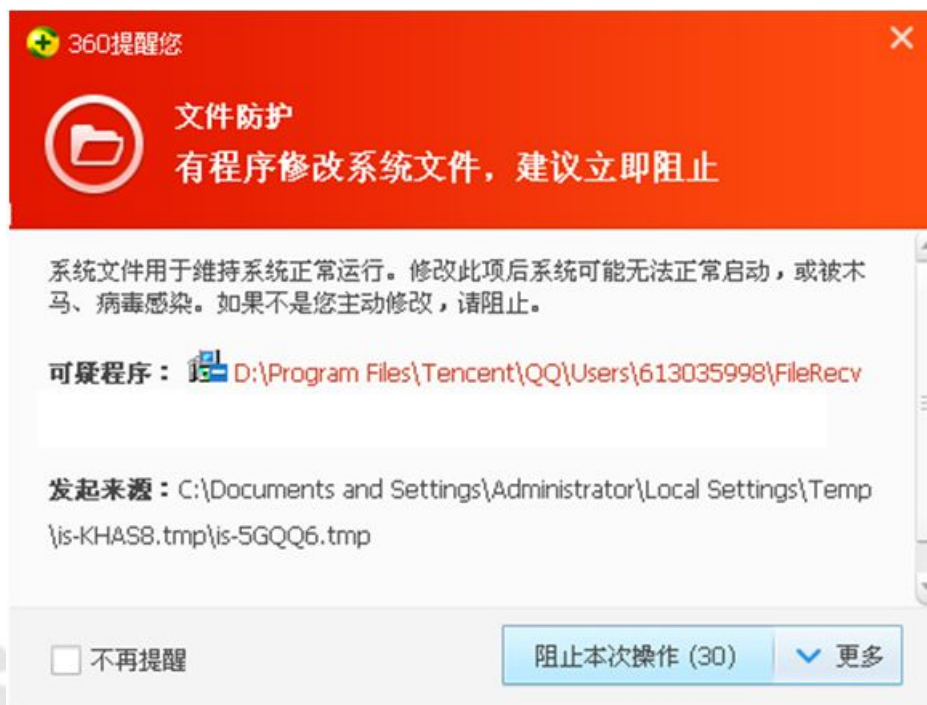 360提醒您
文件防护
有程序修改系统文件，建议立即阻止
系统文件用于维持系统正常运行。修改此项后系统可能无法正常启动，或被木
马、病毒感染。如果不是您主动修改，请阻止。
可疑程序： D:\Program Files\Tencent\QQ\Users\613035998\FileRecv
发起来源：C:\Documents and Settings\Administrator\Local Settings\Temp
\is-KHAS8.tmp\is-5GQQ6.tmp
不再提醒
阻止本次操作 (30)
更多